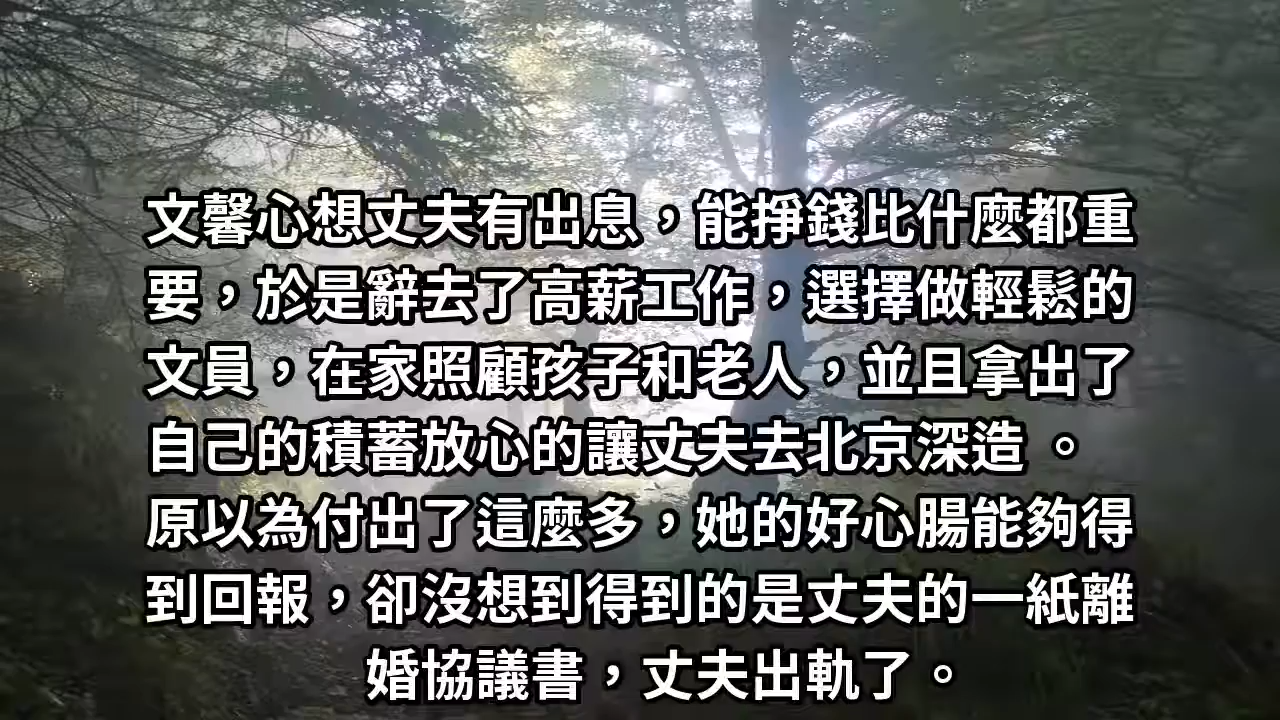 文馨心想丈夫有出息，能掙錢比什麼都重
要，於是辭去了高薪工作，選擇做輕鬆的
文員，在家照顧孩子和老人，並且拿出了
自己的積蓄放心的讓丈夫去北京深造 。
原以為付出了這麼多，她的好心腸能夠得
到回報，卻沒想到得到的是丈夫的一紙離
婚協議書，丈夫出軌了。